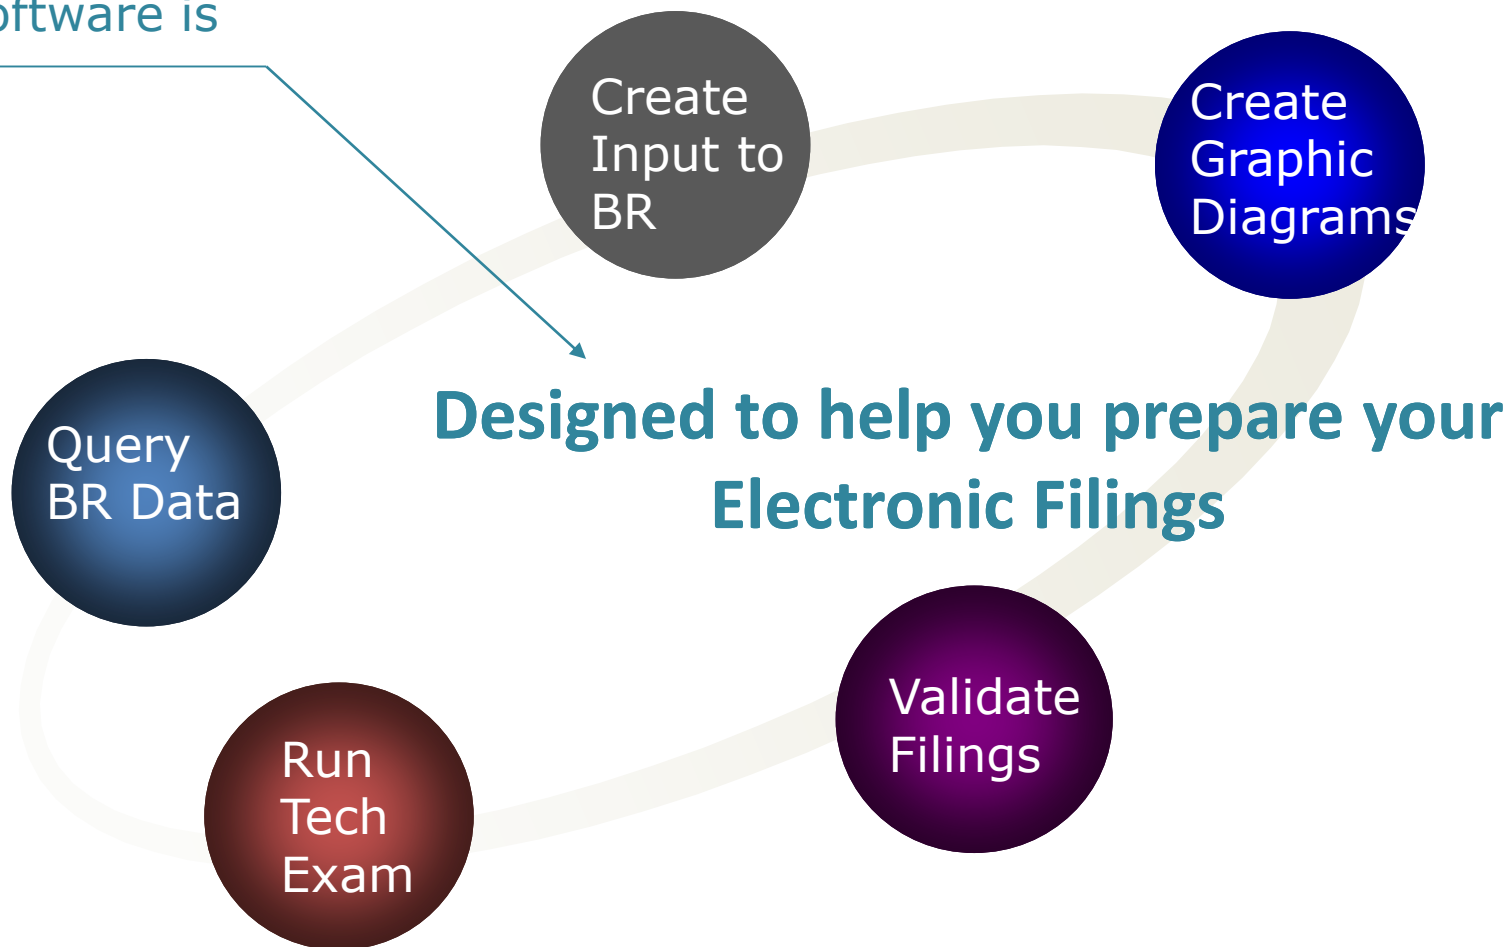 oftware is
Create
Input to
BR
Create
Graphic
Diagrams
Designed to help you prepare your
Electronic Filings
Query
BR Data
Validate
Filings
Run
Tech
Exam